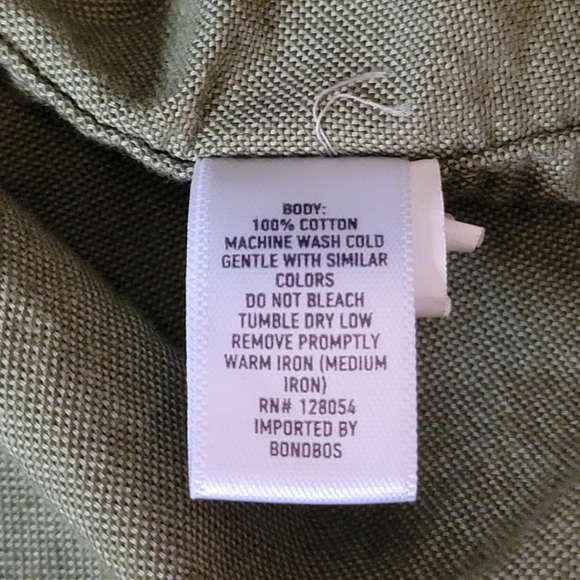 BODY:
100% COTTON
MACHINE WASH COLD
GENTLE WITH SIMILAR
COLORS
DO NOT BLEACH
TUMBLE DRY LOW
REMOVE PROMPTLY
WARM IRON (MEDIUM
IRON)
RN# 128054
IMPORTED BY
BONOBOS